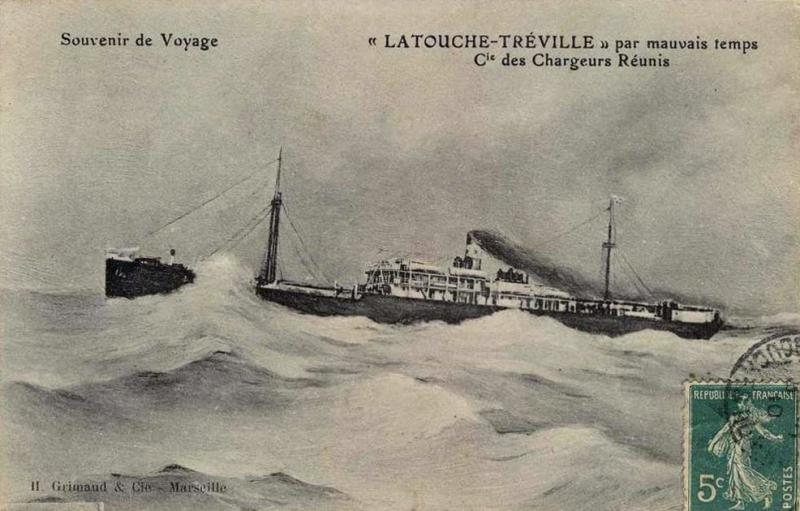 Souvenir de Voyage
« LATOUCHE-TRÉVILLE » par mauvais temps
Cie des Chargeurs Réunis
H. Grimaud & Cie - Marseille
REPUBLIQUE FRANÇAISE
5c
POSTES